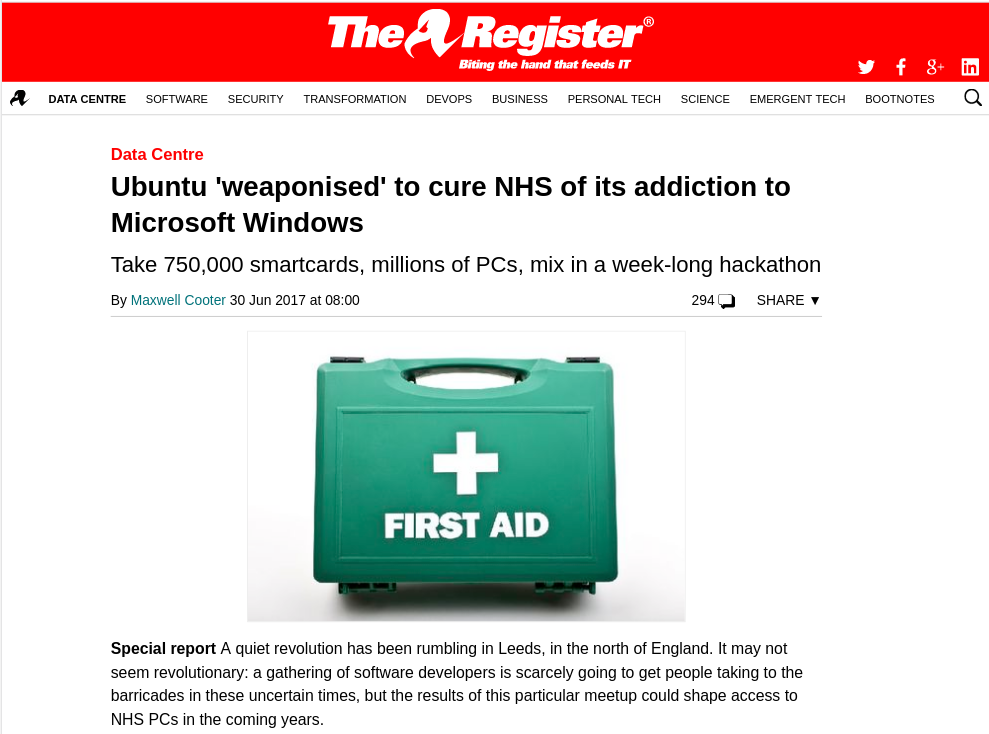 The Register®
Biting the hand that feeds IT
DATA CENTRE SOFTWARE SECURITY TRANSFORMATION DEVOPS BUSINESS PERSONAL TECH SCIENCE EMERGENT TECH BOOTNOTES
Data Centre
Ubuntu 'weaponised' to cure NHS of its addiction to
Microsoft Windows
Take 750,000 smartcards, millions of PCs, mix in a week-long hackathon
By Maxwell Cooter 30 Jun 2017 at 08:00 294 SHARE ▼
FIRST AID
Special report A quiet revolution has been rumbling in Leeds, in the north of England. It may not
seem revolutionary: a gathering of software developers is scarcely going to get people taking to the
barricades in these uncertain times, but the results of this particular meetup could shape access to
NHS PCs in the coming years.